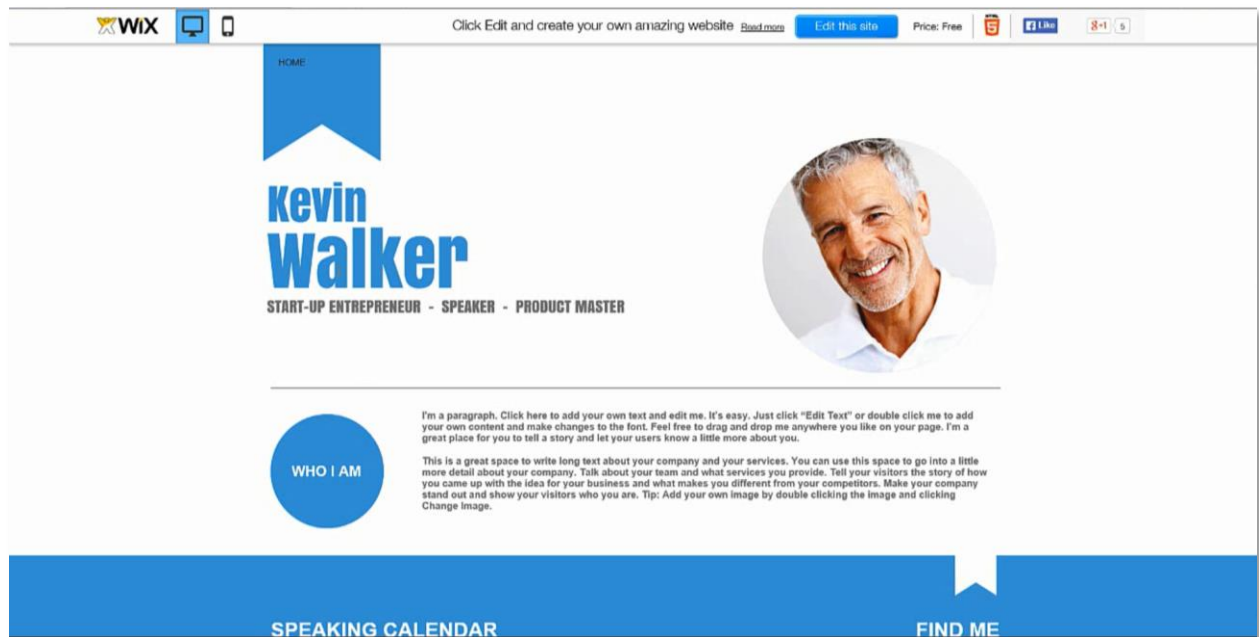 WiX
Click Edit and create your own amazing website Read more
Edit this site
Price: Free
5
Like
g+1
5
HOME
Kevin
Walker
START-UP ENTREPRENEUR - SPEAKER - PRODUCT MASTER
I'm a paragraph. Click here to add your own text and edit me. It's easy. Just click “Edit Text” or double click me to add
your own content and make changes to the font. Feel free to drag and drop me anywhere you like on your page. I'm a
great place for you to tell a story and let your users know a little more about you.
WHO I AM
This is a great space to write long text about your company and your services. You can use this space to go into a little
more detail about your company. Talk about your team and what services you provide. Tell your visitors the story of how
you came up with the idea for your business and what makes you different from your competitors. Make your company
stand out and show your visitors who you are. Tip: Add your own image by double clicking the image and clicking
Change Image.
SPEAKING CALENDAR
FIND ME